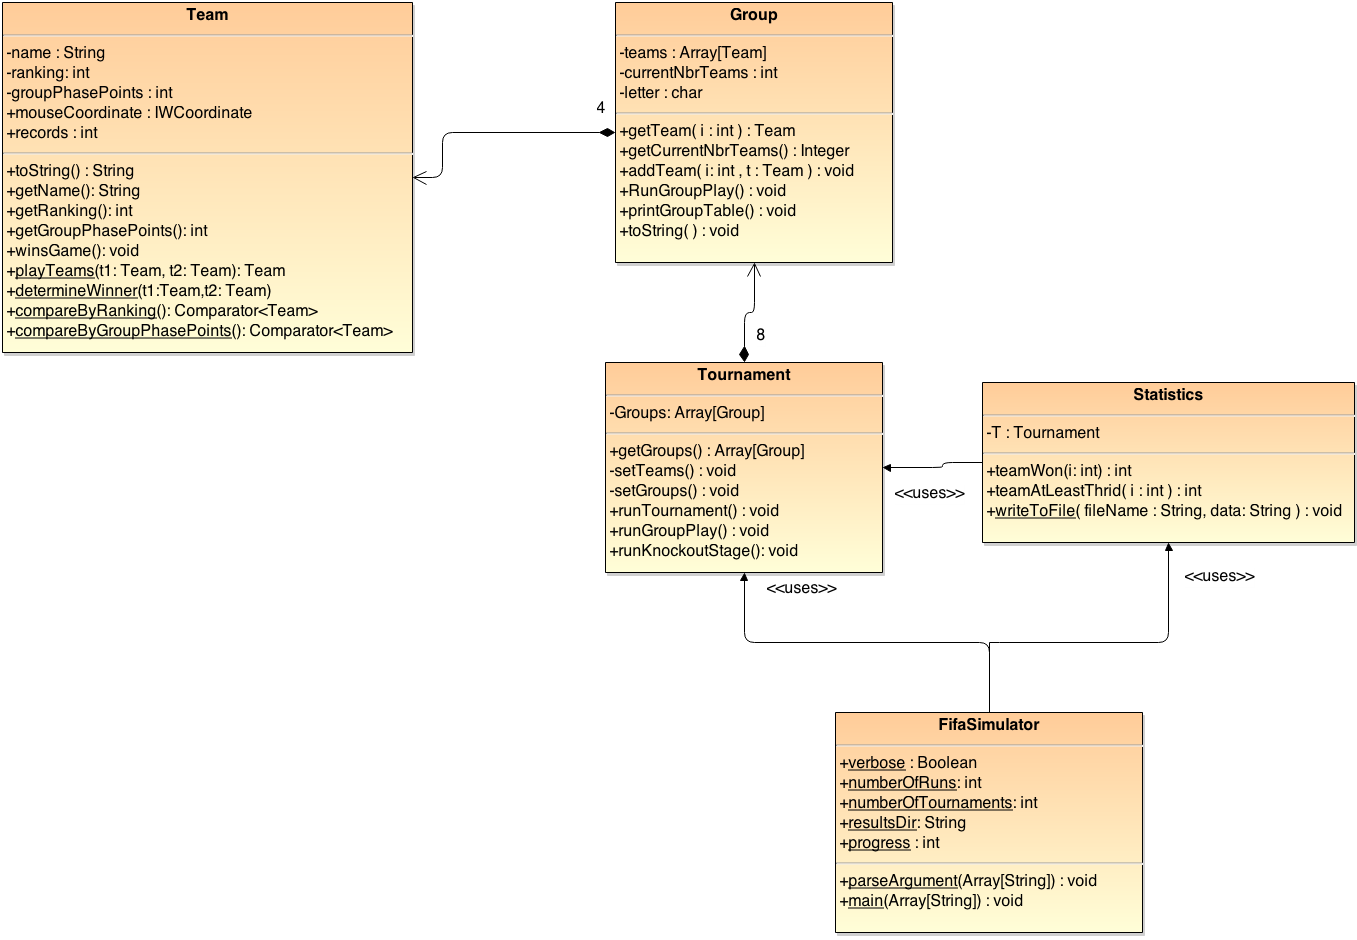 Team
-name : String
-ranking: int
-groupPhasePoints : int
+mouseCoordinate : IWCoordinate
+records : int
+toString() : String
+getName(): String
+getRanking(): int
+getGroupPhasePoints(): int
+winsGame(): void
+playTeams(t1: Team, t2: Team): Team
+determineWinner(t1:Team,t2: Team)
+compareByRanking(): Comparator<Team>
+compareByGroupPhasePoints(): Comparator<Team>
4
Group
-teams : Array[Team]
-currentNbrTeams : int
-letter : char
+getTeam( i : int ) : Team
+getCurrentNbrTeams() : Integer
+addTeam( i: int , t : Team ) : void
+RunGroupPlay() : void
+printGroupTable() : void
+toString( ) : void
8
Tournament
-Groups: Array[Group]
+getGroups() : Array[Group]
-setTeams() : void
-setGroups() : void
+runTournament() : void
+runGroupPlay() : void
+runKnockoutStage(): void
<<uses>>
Statistics
-T : Tournament
+teamWon(i: int) : int
+teamAtLeastThrid( i : int ) : int
+writeToFile( fileName : String, data: String ) : void
<<uses>>
<<uses>>
FifaSimulator
+verbose : Boolean
+numberOfRuns: int
+numberOfTournaments: int
+resultsDir: String
+progress : int
+parseArgument(Array[String]) : void
+main(Array[String]) : void